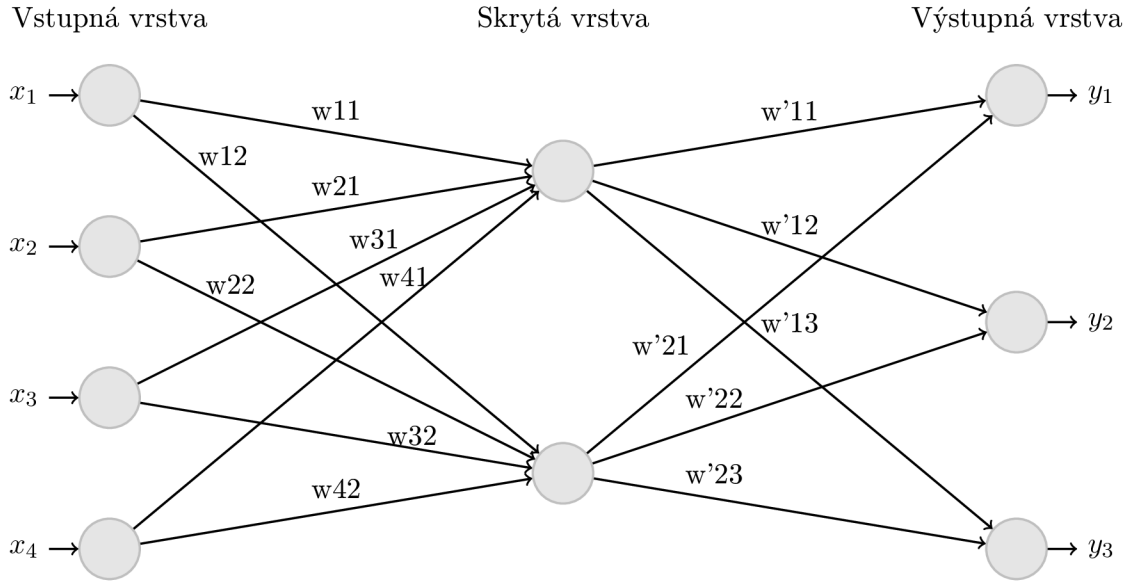 Vstupná vrstva
Skrytá vrstva
Výstupná vrstva
x1
w11
w'11
y1
w12
w21
w'12
x2
w31
w41
w22
w'13
y2
w'21
x3
w'22
w32
w'23
w42
x4
y3